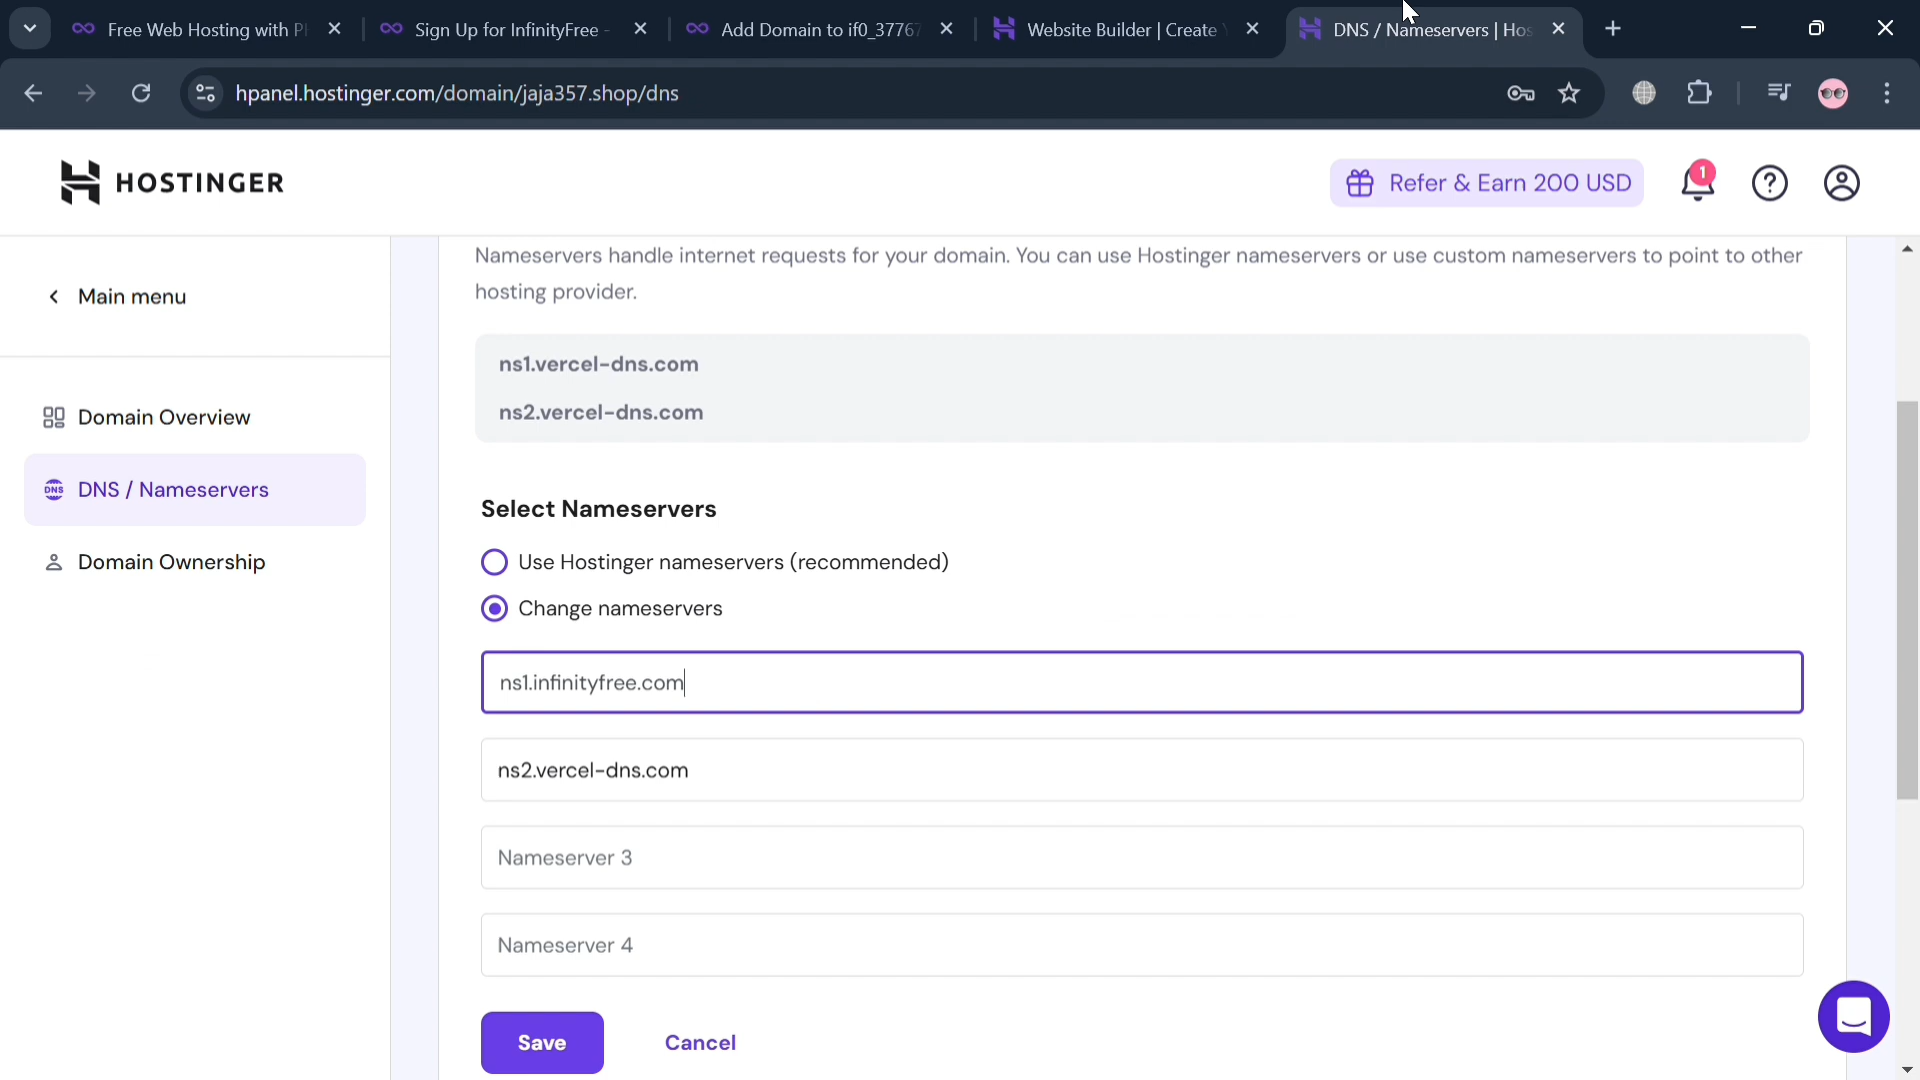 Free Web Hosting with P
Sign Up for InfinityFree -
Add Domain to if0_3776
Website Builder | Create
DNS / Nameservers | Hos
hpanel.hostinger.com/domain/jaja357.shop/dns
HOSTINGER
Refer & Earn 200 USD
1
Main menu
Domain Overview
DNS / Nameservers
Domain Ownership
Nameservers handle internet requests for your domain. You can use Hostinger nameservers or use custom nameservers to point to other
hosting provider.
ns1.vercel-dns.com
ns2.vercel-dns.com
Select Nameservers
Use Hostinger nameservers (recommended)
Change nameservers
ns1.infinityfree.com
ns2.vercel-dns.com
Nameserver 3
Nameserver 4
Save
Cancel